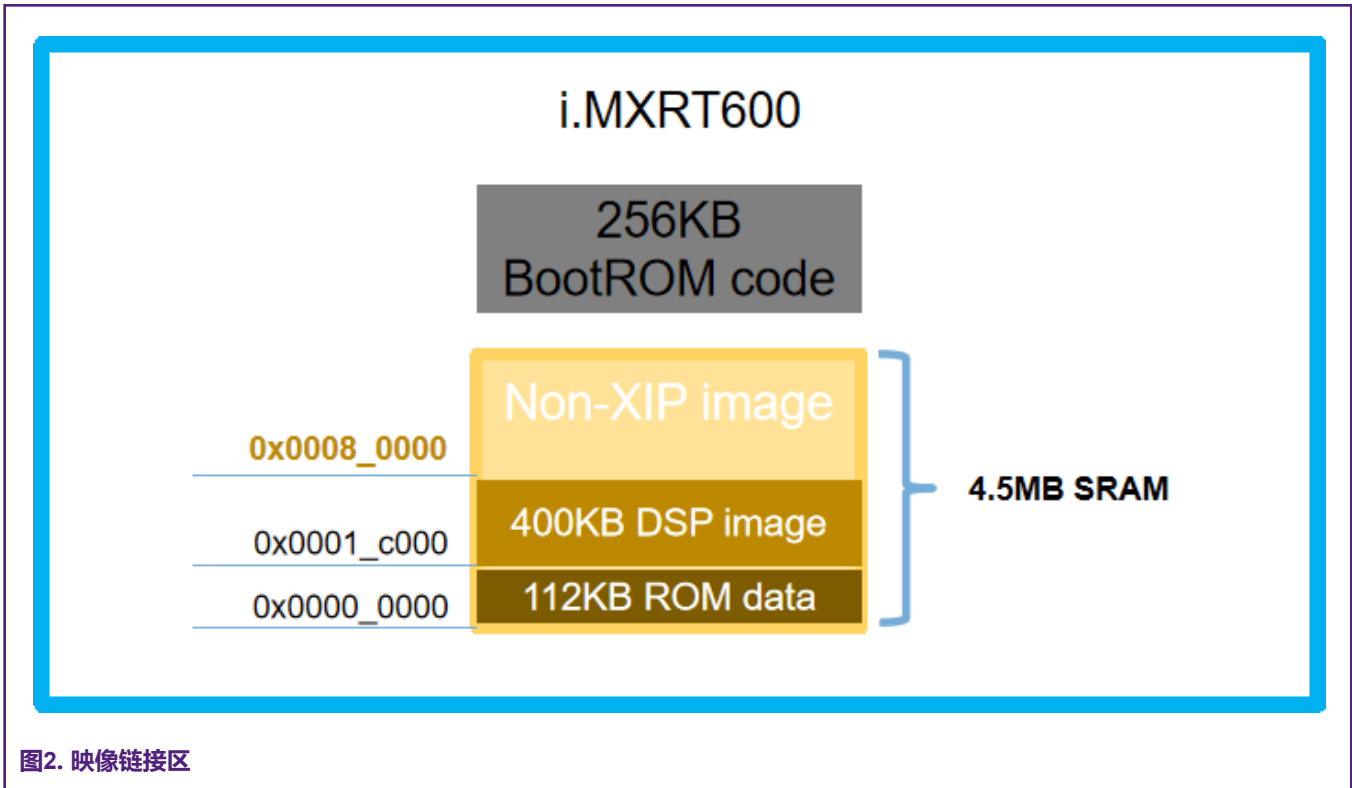 i.MXRT600
256KB
BootROM code
Non-XIP image
0x0008_0000
4.5MB SRAM
400KB DSP image
0x0001_c000
112KB ROM data
0x0000_0000
图2. 映像链接区